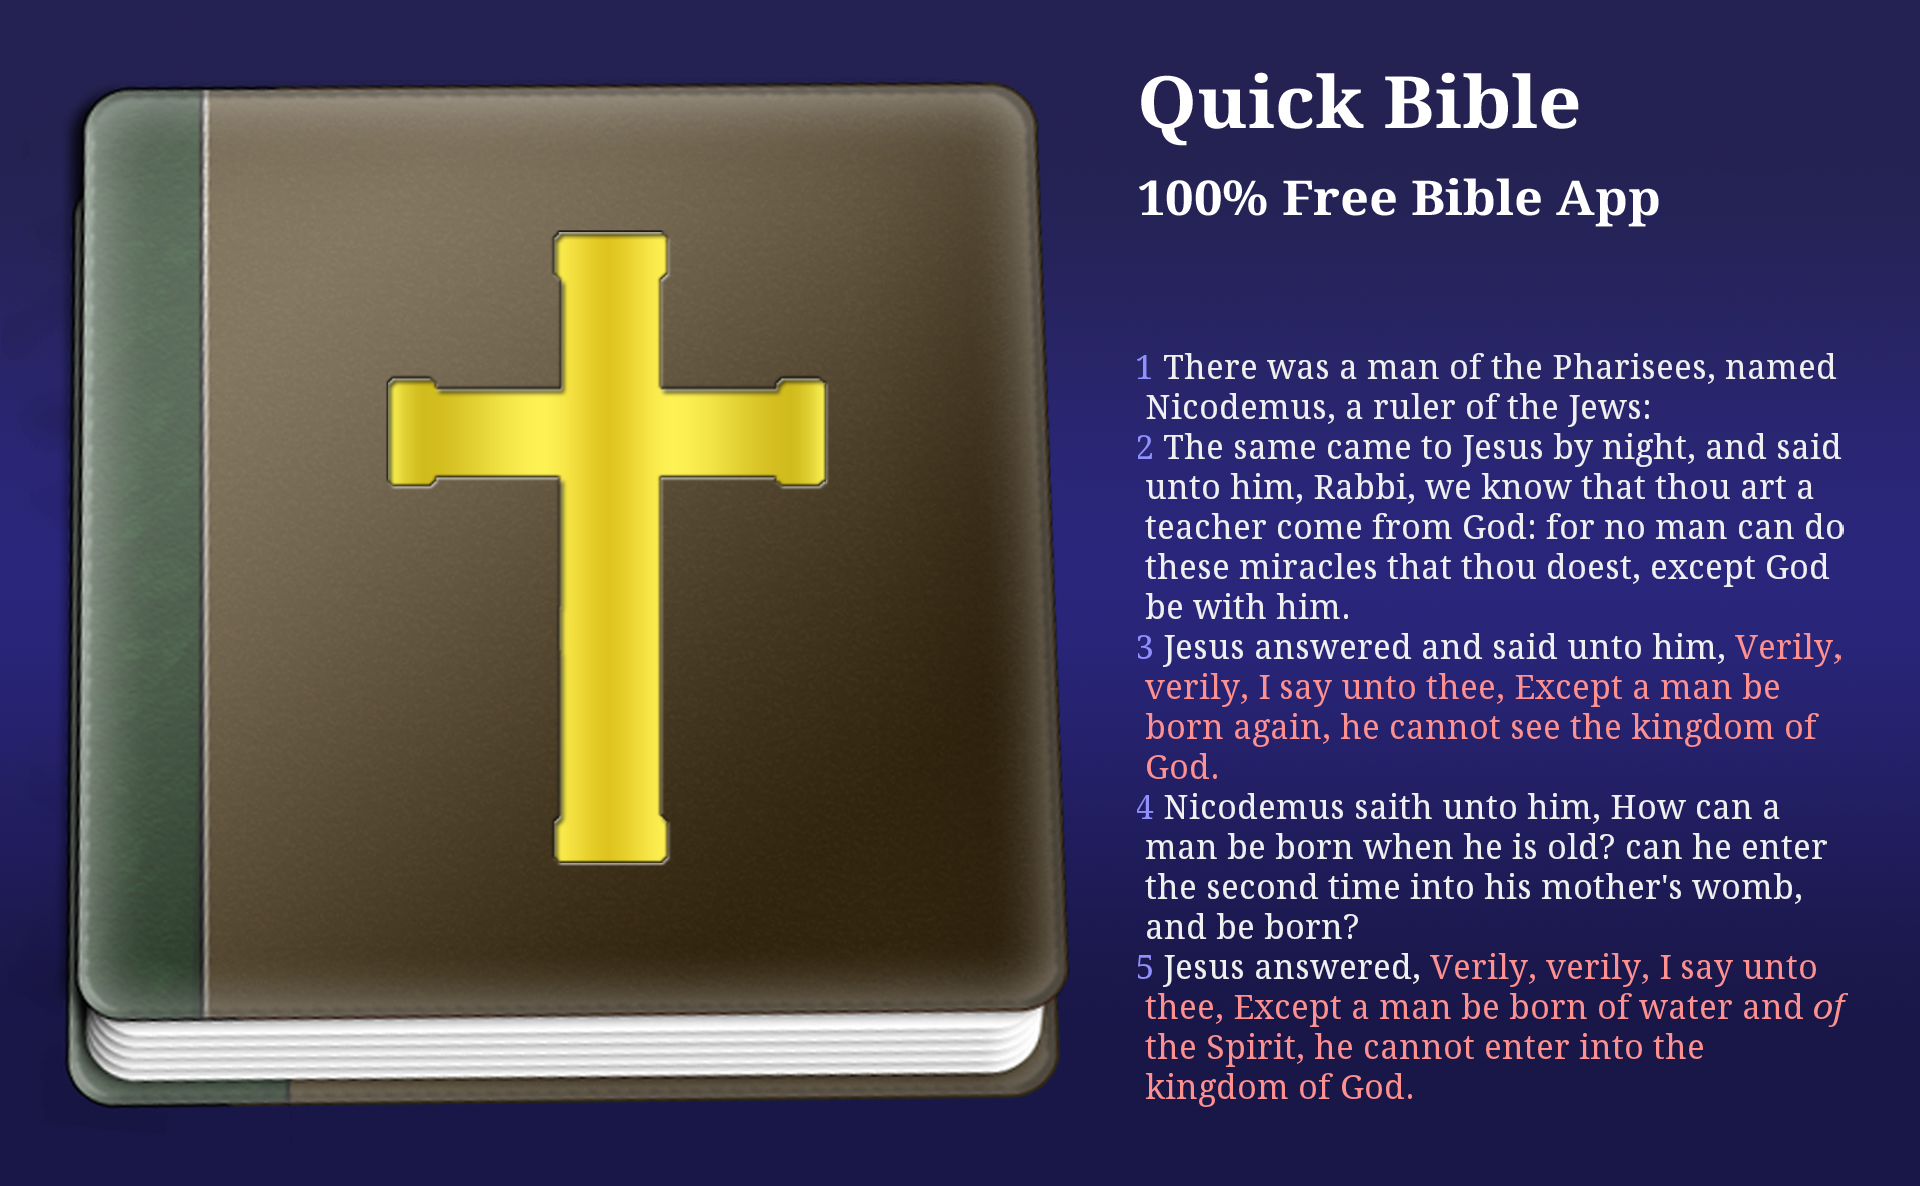 Quick Bible
100% Free Bible App
1 There was a man of the Pharisees, named
Nicodemus, a ruler of the Jews:
2 The same came to Jesus by night, and said
unto him, Rabbi, we know that thou art a
teacher come from God: for no man can do
these miracles that thou doest, except God
be with him.
3 Jesus answered and said unto him, Verily,
verily, I say unto thee, Except a man be
born again, he cannot see the kingdom of
God.
4 Nicodemus saith unto him, How can a
man be born when he is old? can he enter
the second time into his mother's womb,
and be born?
5 Jesus answered, Verily, verily, I say unto
thee, Except a man be born of water and of
the Spirit, he cannot enter into the
kingdom of God.